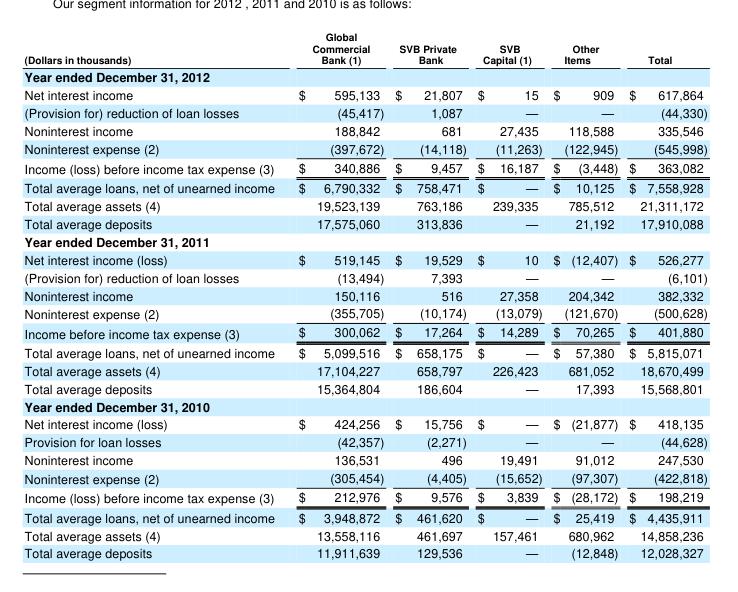 Our segment information for 2012 , 2011 and 2010 is as follows:
(Dollars in thousands) Global Commercial Bank (1) SVB Private Bank SVB Capital (1) Other Items Total
Year ended December 31, 2012
Net interest income $ 595,133 $ 21,807 $ 15 $ 909 $ 617,864
(Provision for) reduction of loan losses (45,417) 1,087 — — (44,330)
Noninterest income 188,842 681 27,435 118,588 335,546
Noninterest expense (2) (397,672) (14,118) (11,263) (122,945) (545,998)
Income (loss) before income tax expense (3) $ 340,886 $ 9,457 $ 16,187 $ (3,448) $ 363,082
Total average loans, net of unearned income $ 6,790,332 $ 758,471 $ — $ 10,125 $ 7,558,928
Total average assets (4) 19,523,139 763,186 239,335 785,512 21,311,172
Total average deposits 17,575,060 313,836 — 21,192 17,910,088
Year ended December 31, 2011
Net interest income (loss) $ 519,145 $ 19,529 $ 10 $ (12,407) $ 526,277
(Provision for) reduction of loan losses (13,494) 7,393 — — (6,101)
Noninterest income 150,116 516 27,358 204,342 382,332
Noninterest expense (2) (355,705) (10,174) (13,079) (121,670) (500,628)
Income before income tax expense (3) $ 300,062 $ 17,264 $ 14,289 $ 70,265 $ 401,880
Total average loans, net of unearned income $ 5,099,516 $ 658,175 $ — $ 57,380 $ 5,815,071
Total average assets (4) 17,104,227 658,797 226,423 681,052 18,670,499
Total average deposits 15,364,804 186,604 — 17,393 15,568,801
Year ended December 31, 2010
Net interest income (loss) $ 424,256 $ 15,756 $ — $ (21,877) $ 418,135
Provision for loan losses (42,357) (2,271) — — (44,628)
Noninterest income 136,531 496 19,491 91,012 247,530
Noninterest expense (2) (305,454) (4,405) (15,652) (97,307) (422,818)
Income (loss) before income tax expense (3) $ 212,976 $ 9,576 $ 3,839 $ (28,172) $ 198,219
Total average loans, net of unearned income $ 3,948,872 $ 461,620 $ — $ 25,419 $ 4,435,911
Total average assets (4) 13,558,116 461,697 157,461 680,962 14,858,236
Total average deposits 11,911,639 129,536 — (12,848) 12,028,327